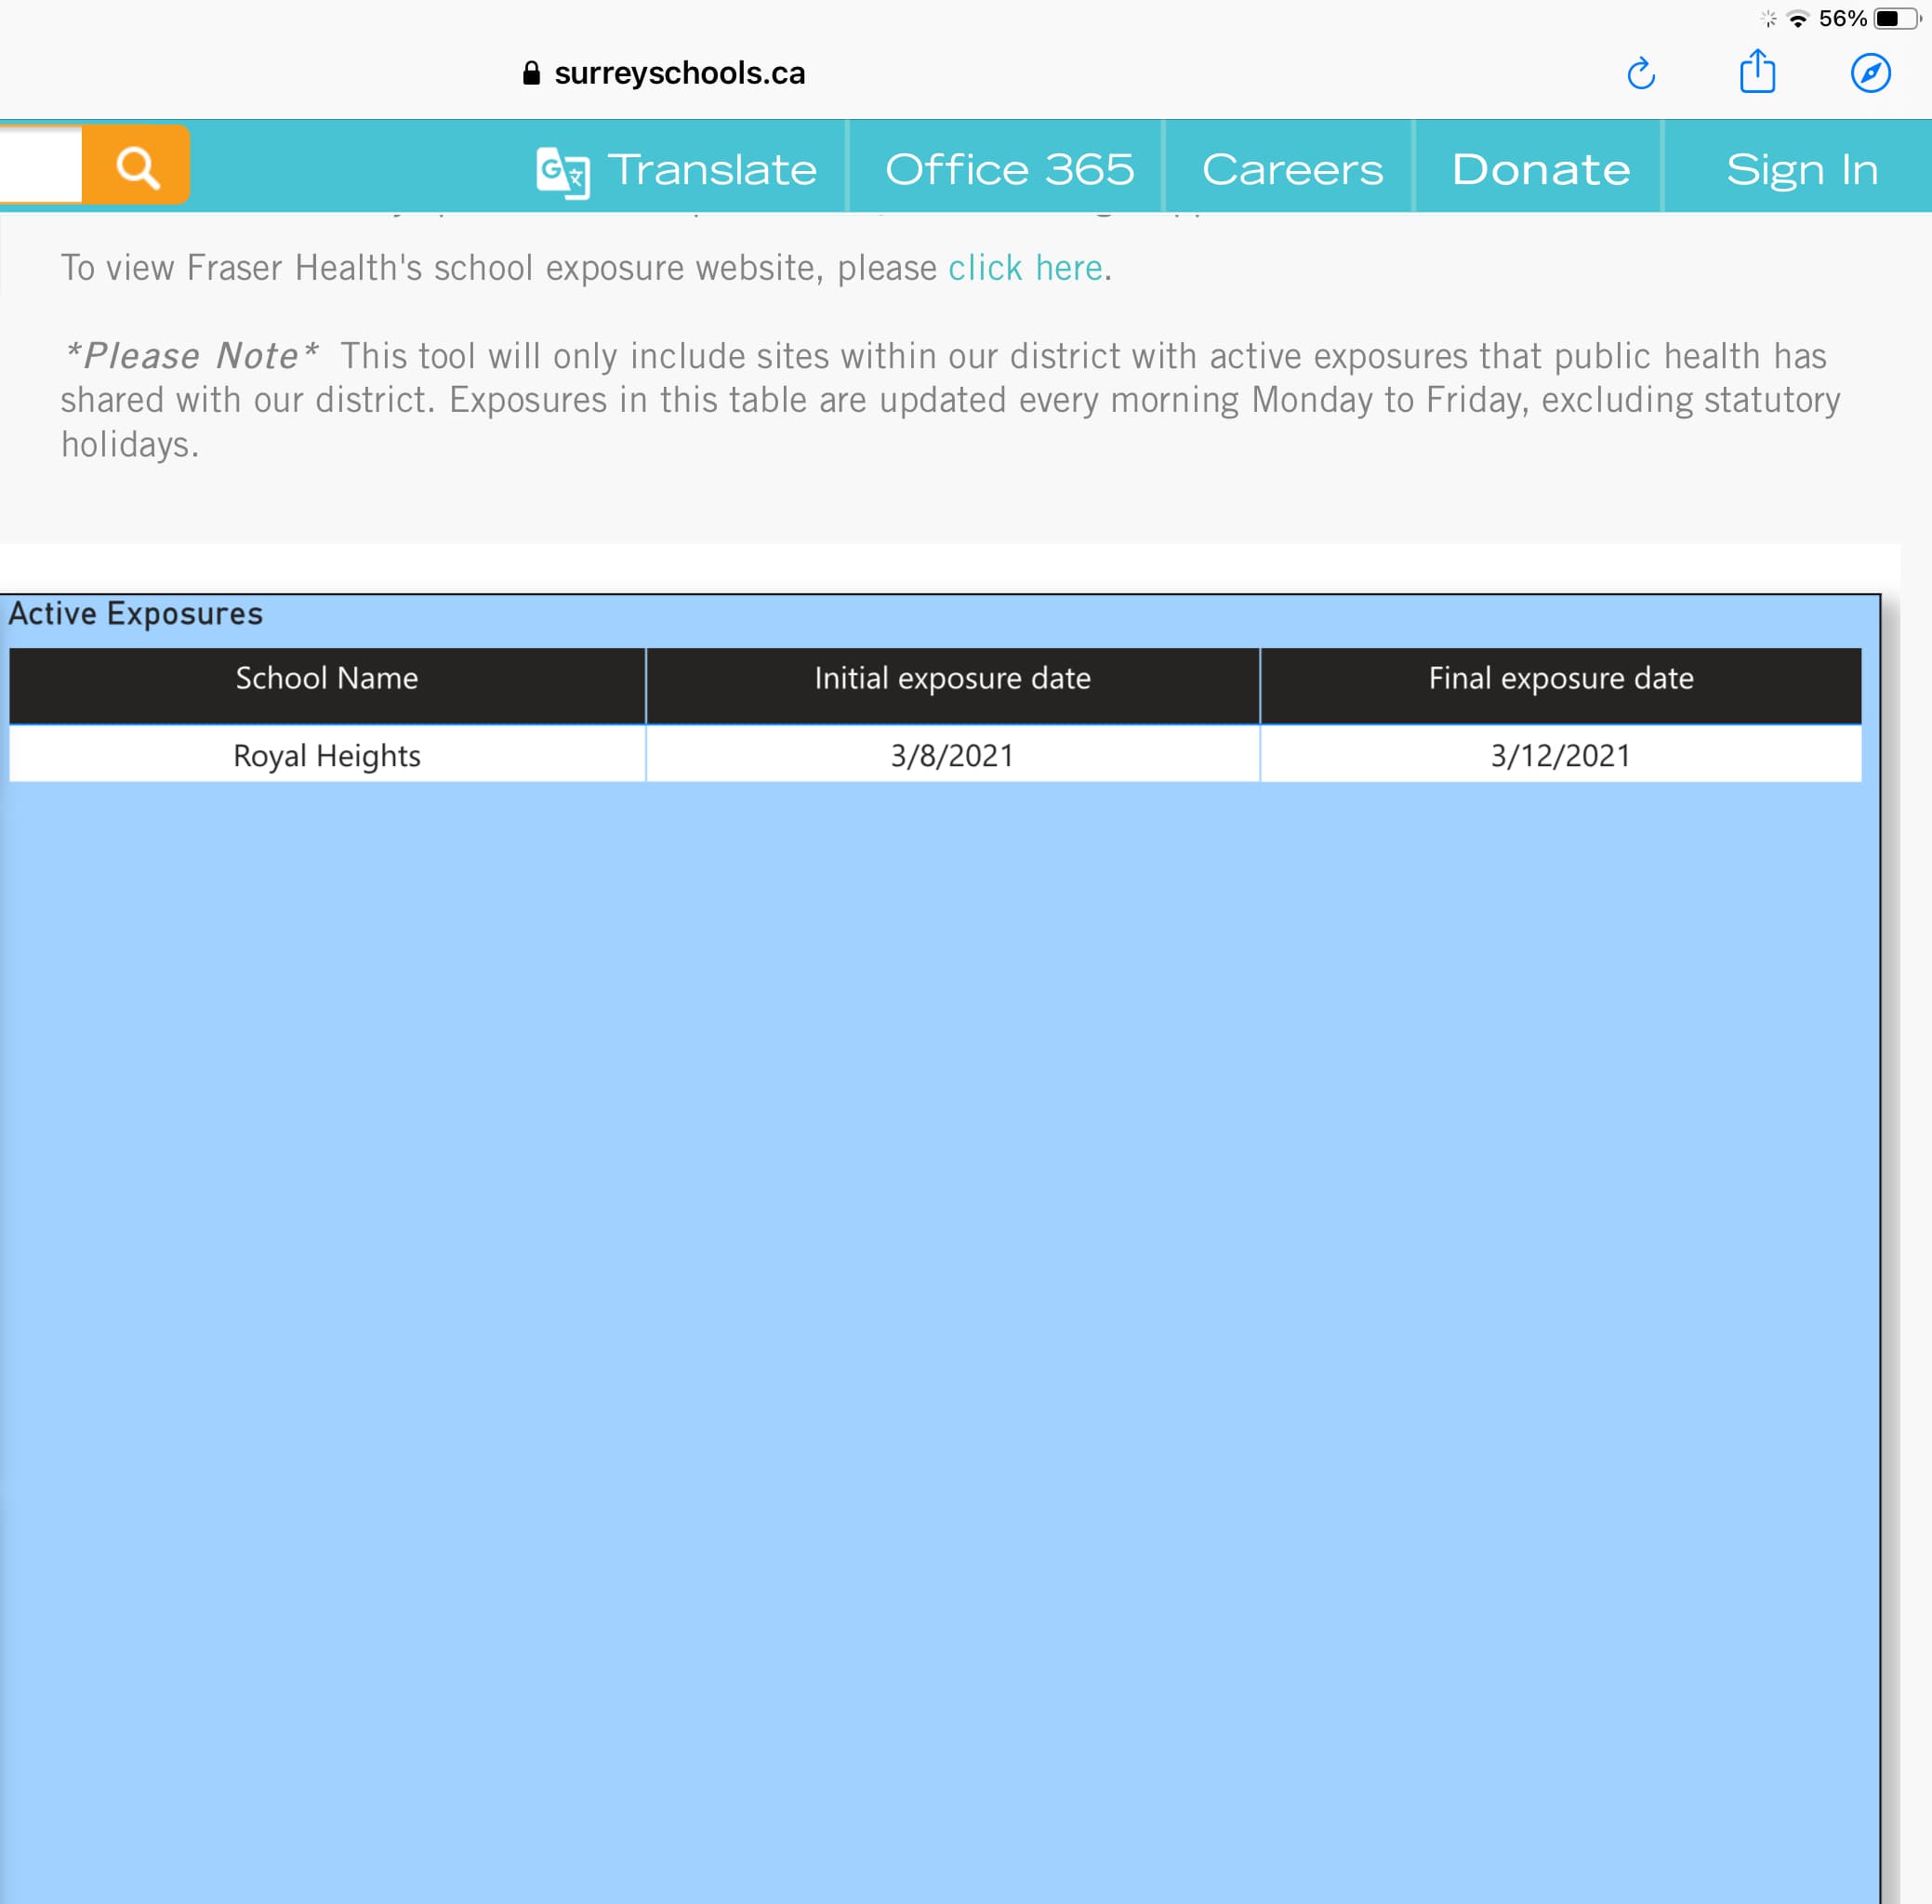 56%
surreyschools.ca
Translate Office 365 Careers Donate Sign In
To view Fraser Health's school exposure website, please click here.
*Please Note* This tool will only include sites within our district with active exposures that public health has
shared with our district. Exposures in this table are updated every morning Monday to Friday, excluding statutory
holidays.
Active Exposures
School Name Initial exposure date Final exposure date
Royal Heights 3/8/2021 3/12/2021